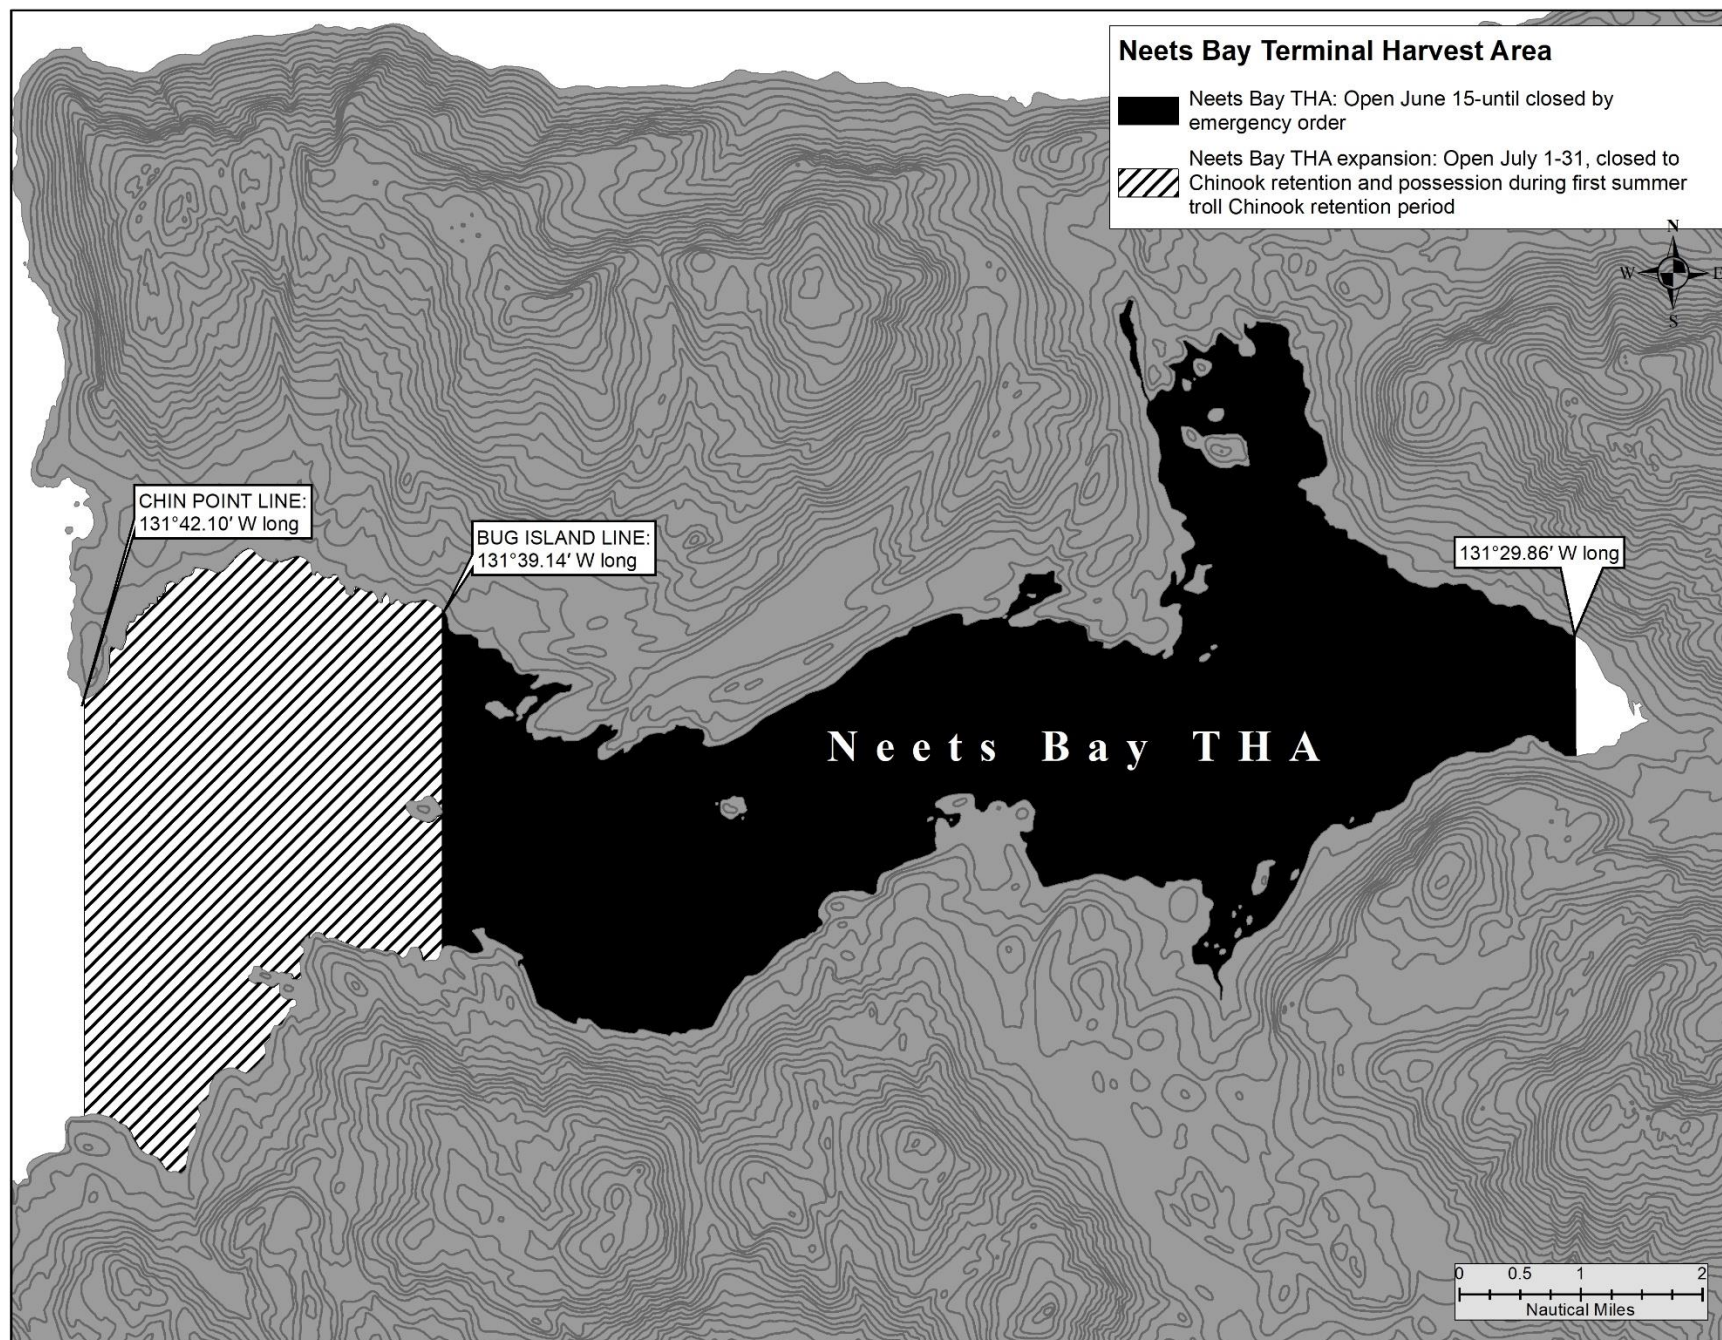 Neets Bay Terminal Harvest Area
Neets Bay THA: Open June 15-until closed by
emergency order
Neets Bay THA expansion: Open July 1-31, closed to
Chinook retention and possession during first summer
troll Chinook retention period
N
W
E
S
CHIN POINT LINE:
131°42.10' W long
BUG ISLAND LINE:
131°39.14' W long
131°29.86' W long
Neets Bay THA
0 0.5 1 2
Nautical Miles